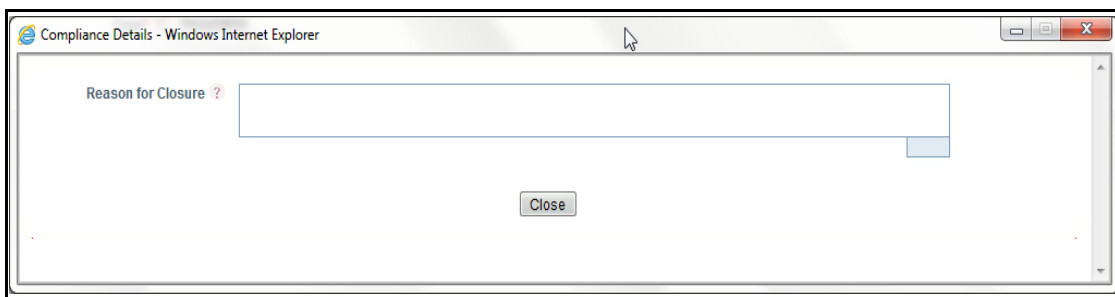 Compliance Details - Windows Internet Explorer
Reason for Closure ?
Close